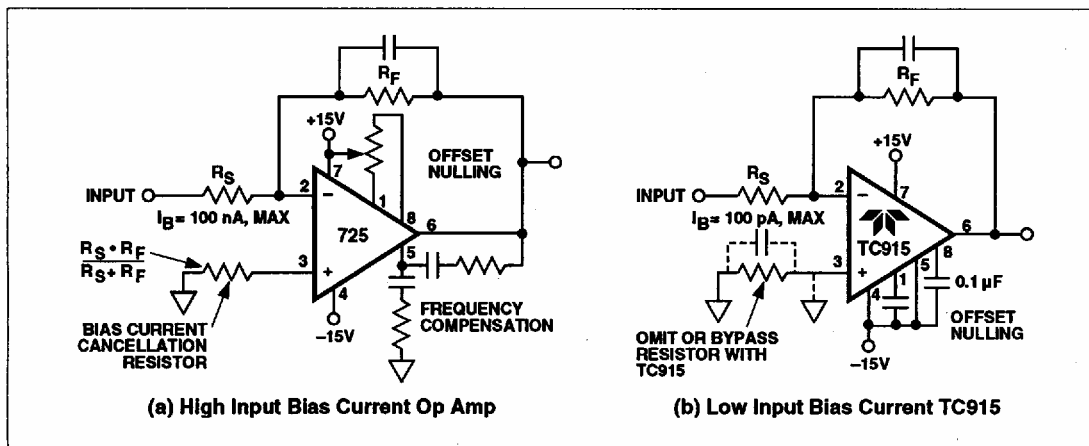 R_F
+15V
7
OFFSET
NULLING
R_S
INPUT
2
−
1
8
I_B = 100 nA, MAX
725
6
R_S • R_F
R_S + R_F
3
+
5
4
−15V
FREQUENCY
COMPENSATION
BIAS
CURRENT
CANCELLATION
RESISTOR
(a) High Input Bias Current Op Amp
R_F
+15V
7
R_S
INPUT
2
−
I_B = 100 pA, MAX
TC915
6
8
3
+
5
1
4
0.1 µF
OFFSET
NULLING
OMIT OR BYPASS
RESISTOR WITH
TC915
−15V
(b) Low Input Bias Current TC915